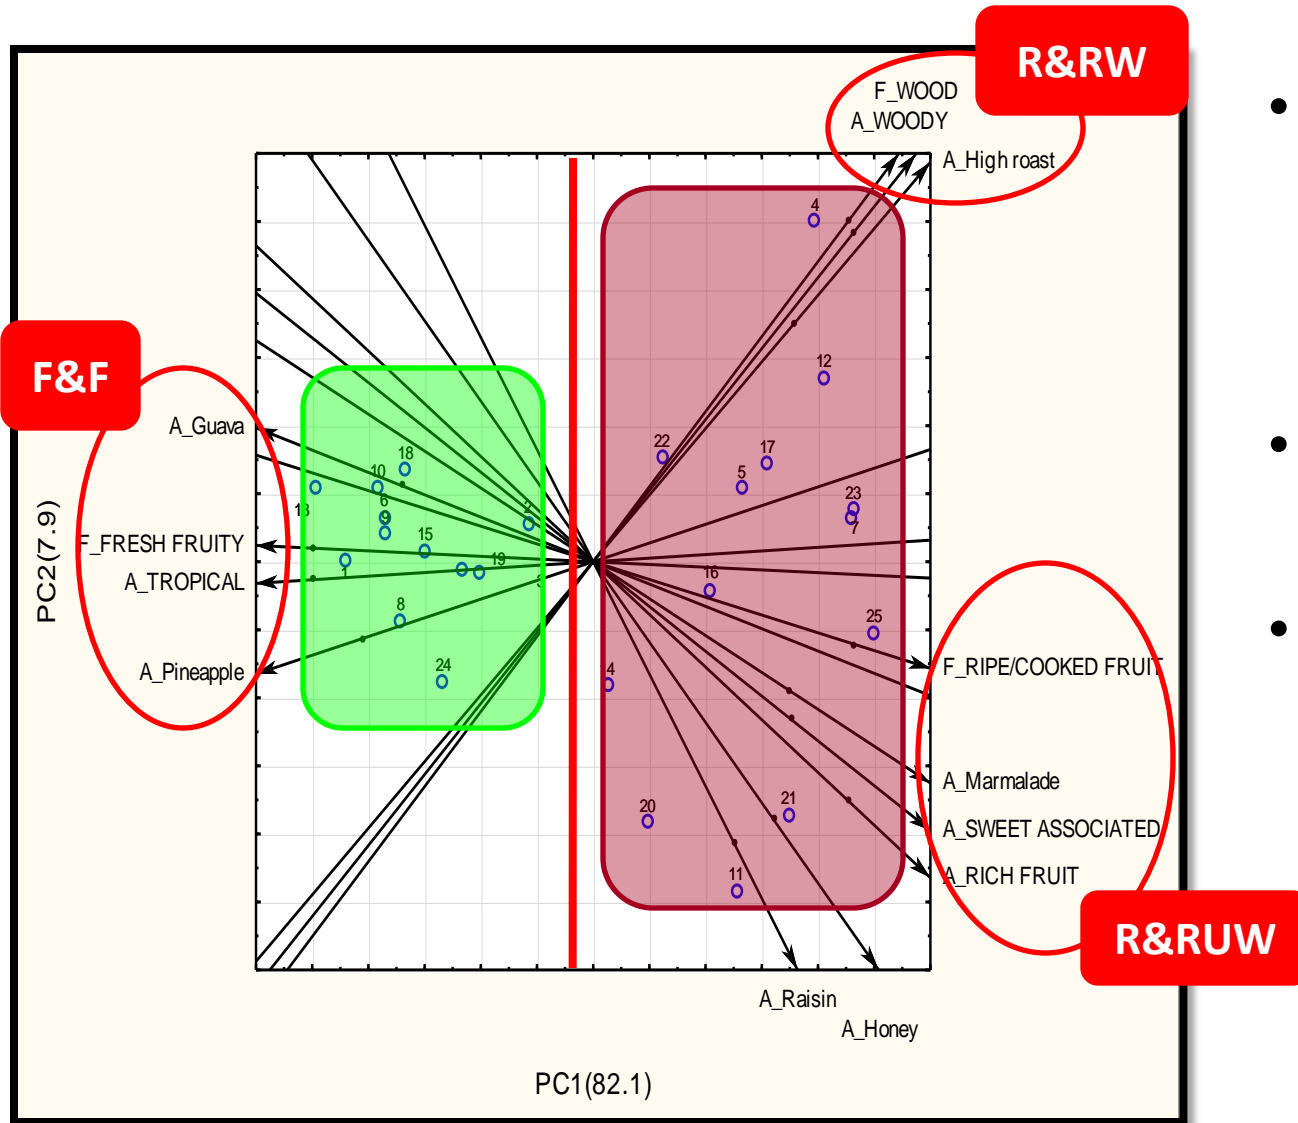 R&RW
F_WOOD
A_WOODY
A_High roast
4
12
F&F
A_Guava
22
17
18
5
10
13
6
9
2
23
7
15
F_FRESH FRUITY
19
1
3
A_TROPICAL
16
8
25
PC2(7.9)
A_Pineapple
24
4
F_RIPE/COOKED FRUIT
A_Marmalade
20
21
A_SWEET ASSOCIATED
11
A_RICH FRUIT
R&RUW
A_Raisin
A_Honey
PC1(82.1)